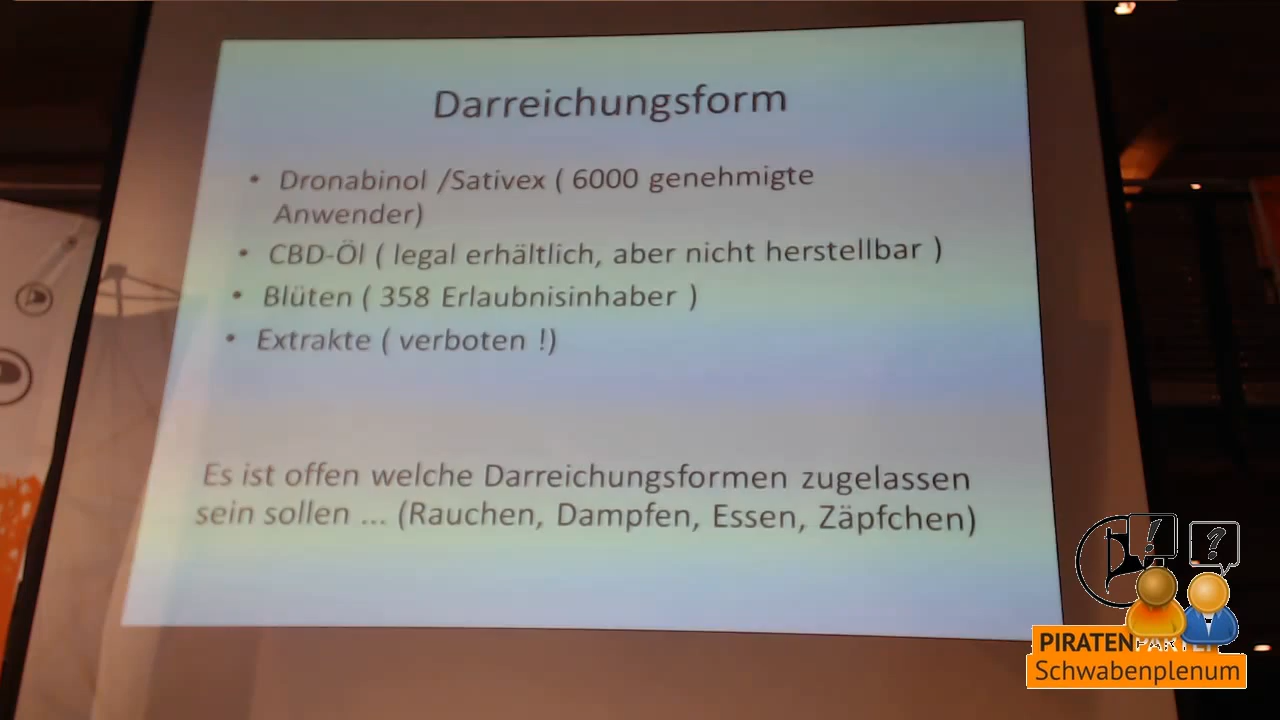 Darreichungsform
• Dronabinol /Sativex ( 6000 genehmigte
Anwender)
• CBD-Öl ( legal erhältlich, aber nicht herstellbar )
• Blüten ( 358 Erlaubnisinhaber )
• Extrakte ( verboten !)
Es ist offen welche Darreichungsformen zugelassen
sein sollen ... (Rauchen, Dampfen, Essen, Zäpfchen)
! ?
PIRATENPARTEI
Schwabenplenum